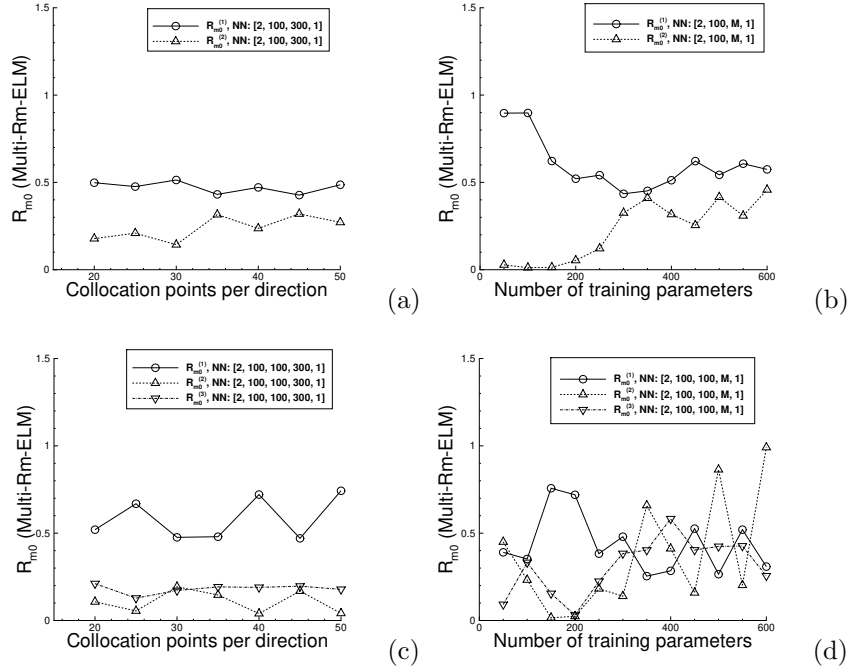 R_{m0}^{(1)}, NN: [2, 100, 300, 1]
R_{m0}^{(2)}, NN: [2, 100, 300, 1]
R_{m0} (Multi-Rm-ELM)
1.5
1
0.5
0
20 30 40 50
Collocation points per direction
(a)
R_{m0}^{(1)}, NN: [2, 100, M, 1]
R_{m0}^{(2)}, NN: [2, 100, M, 1]
R_{m0} (Multi-Rm-ELM)
1.5
1
0.5
0
0 200 400 600
Number of training parameters
(b)
R_{m0}^{(1)}, NN: [2, 100, 100, 300, 1]
R_{m0}^{(2)}, NN: [2, 100, 100, 300, 1]
R_{m0}^{(3)}, NN: [2, 100, 100, 300, 1]
R_{m0} (Multi-Rm-ELM)
1.5
1
0.5
0
20 30 40 50
Collocation points per direction
(c)
R_{m0}^{(1)}, NN: [2, 100, 100, M, 1]
R_{m0}^{(2)}, NN: [2, 100, 100, M, 1]
R_{m0}^{(3)}, NN: [2, 100, 100, M, 1]
R_{m0} (Multi-Rm-ELM)
1.5
1
0.5
0
0 200 400 600
Number of training parameters
(d)